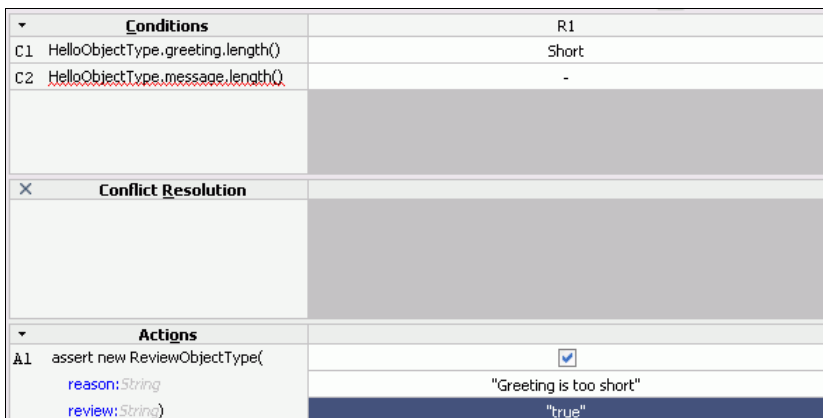 Conditions R1
C1 HelloObjectType.greeting.length() Short
C2 HelloObjectType.message.length() -
Conflict Resolution
Actions
A1 assert new ReviewObjectType(
reason:String "Greeting is too short"
review:String) "true"